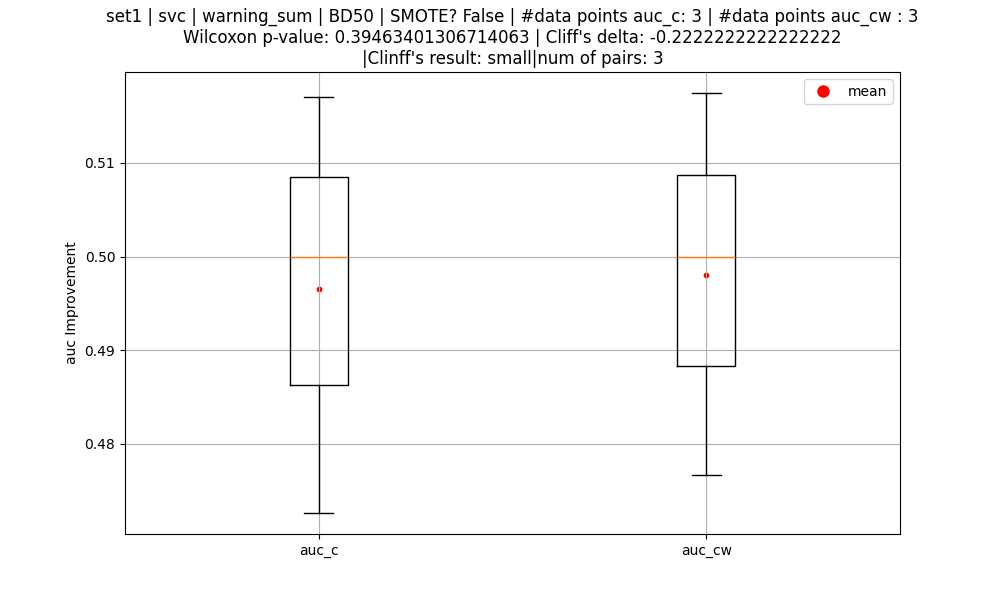 set1 | svc | warning_sum | BD50 | SMOTE? False | #data points auc_c: 3 | #data points auc_cw : 3
Wilcoxon p-value: 0.39463401306714063 | Cliff's delta: -0.2222222222222222
|Clinff's result: small|num of pairs: 3
mean
auc Improvement
0.51
0.50
0.49
0.48
auc_c
auc_cw